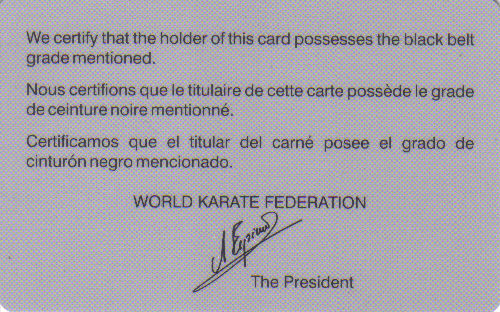 We certify that the holder of this card possesses the black belt
grade mentioned.
Nous certifions que le titulaire de cette carte possède le grade
de ceinture noire mentionné.
Certificamos que el titular del carné posee el grado de
cinturón negro mencionado.
WORLD KARATE FEDERATION
The President